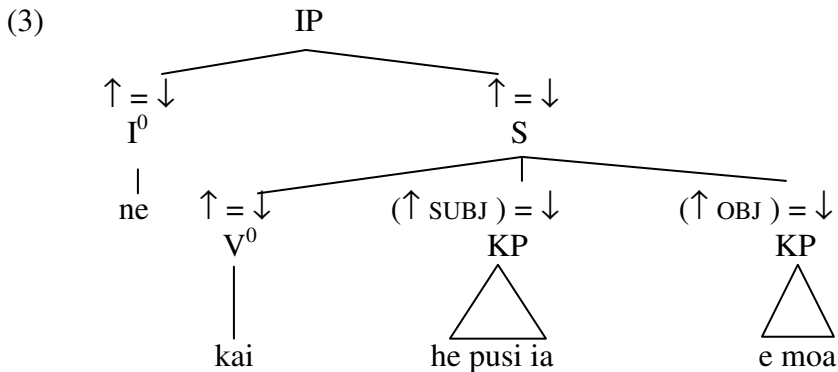 (3) IP
↑ = ↓ ↑ = ↓
I⁰ S
ne ↑ = ↓ (↑ SUBJ ) = ↓ (↑ OBJ ) = ↓
V⁰ KP KP
kai he pusi ia e moa